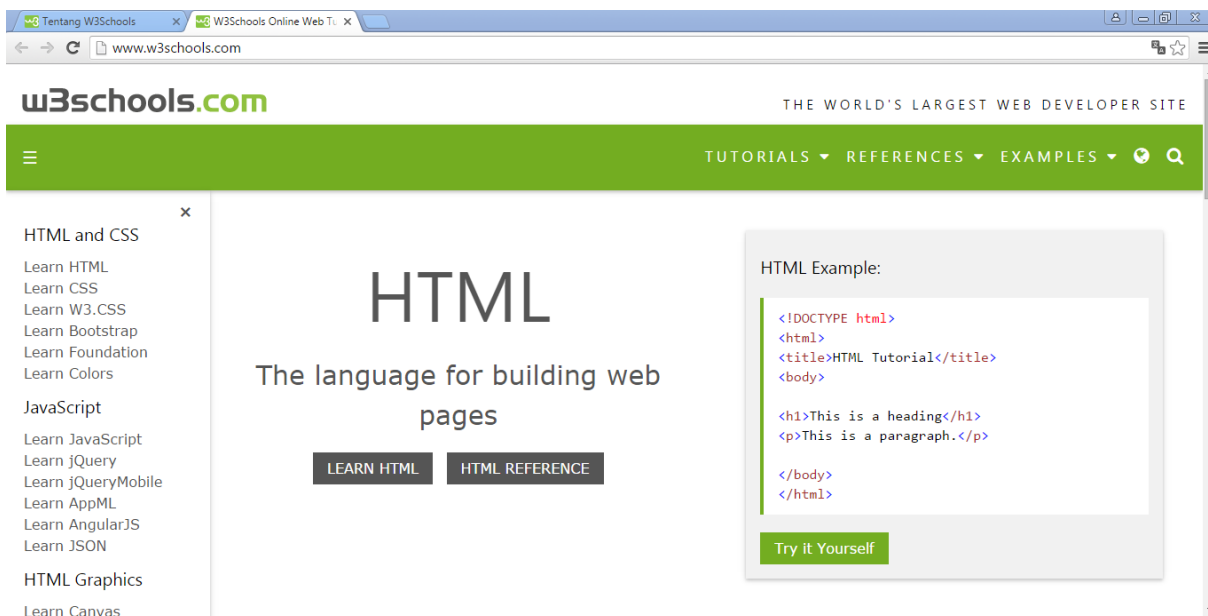 Tentang W3Schools
W3Schools Online Web Tu
www.w3schools.com
w3schools.com
THE WORLD'S LARGEST WEB DEVELOPER SITE
TUTORIALS REFERENCES EXAMPLES
HTML and CSS
Learn HTML
Learn CSS
Learn W3.CSS
Learn Bootstrap
Learn Foundation
Learn Colors
JavaScript
Learn JavaScript
Learn jQuery
Learn jQueryMobile
Learn AppML
Learn AngularJS
Learn JSON
HTML Graphics
Learn Canvas
HTML
The language for building web
pages
LEARN HTML HTML REFERENCE
HTML Example:
<!DOCTYPE html>
<html>
<title>HTML Tutorial</title>
<body>
<h1>This is a heading</h1>
<p>This is a paragraph.</p>
</body>
</html>
Try it Yourself